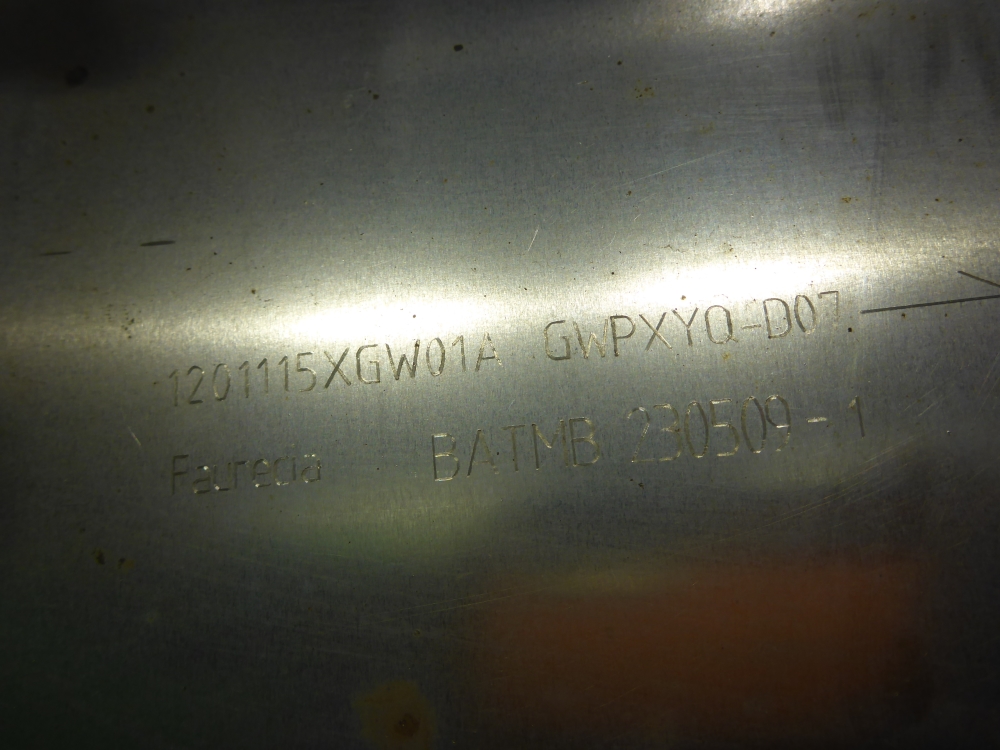 1201115XGW01A GWPXYQ-D07
Faurecia BATMB 230509-1